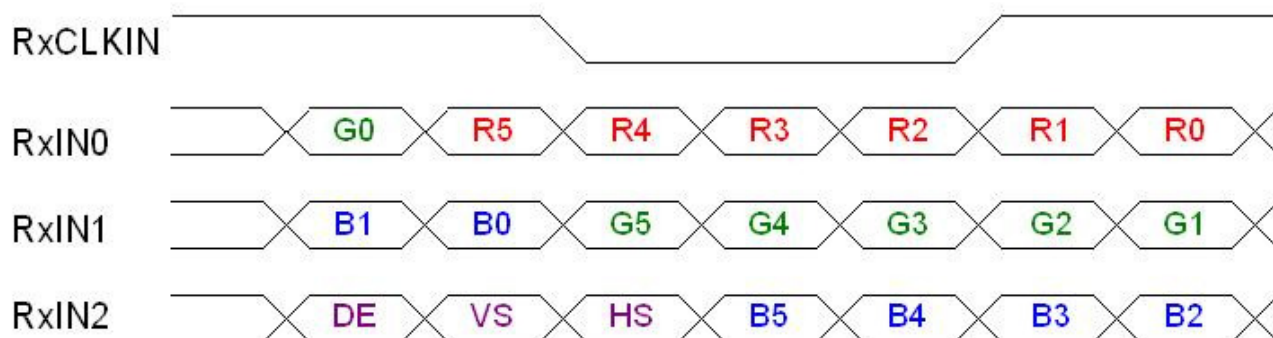 RxCLKIN
RxIN0 G0 R5 R4 R3 R2 R1 R0
RxIN1 B1 B0 G5 G4 G3 G2 G1
RxIN2 DE VS HS B5 B4 B3 B2